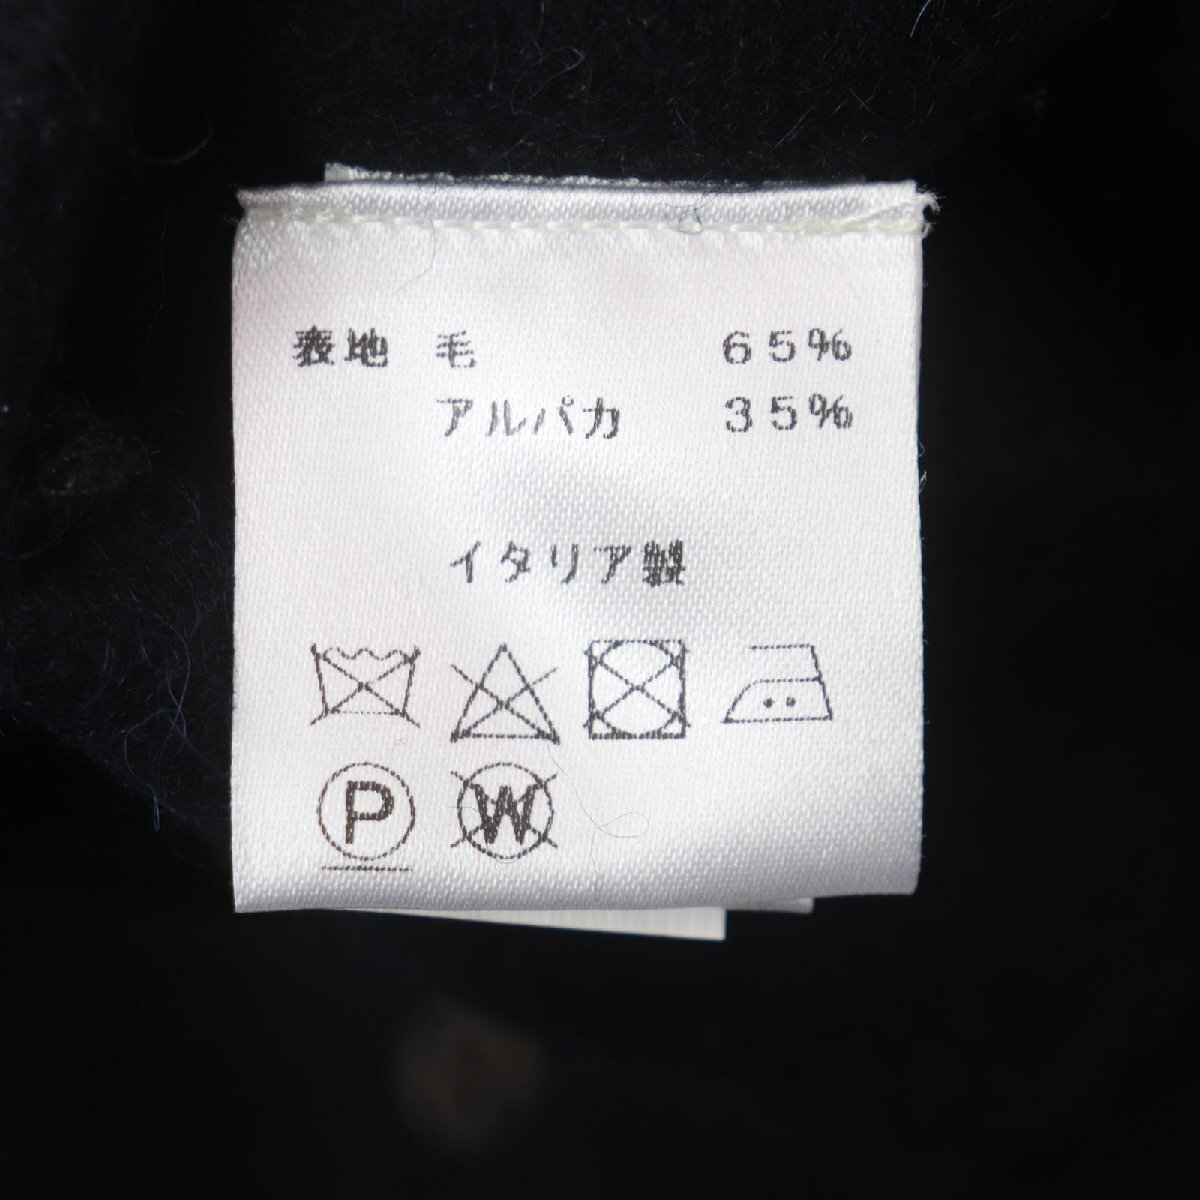 表地 毛 65%
アルパカ 35%
イタリア製
P W